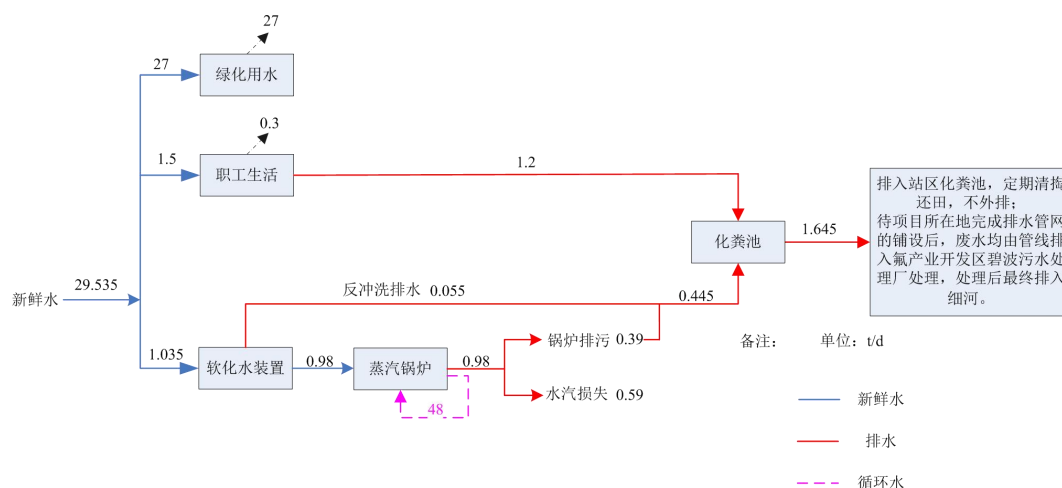 27
27
绿化用水
0.3
1.5
职工生活
1.2
排入站区化粪池，定期清掏
还田，不外排；
待项目所在地完成排水管网
的铺设后，废水均由管线排
入氟产业开发区碧波污水处
理厂处理，处理后最终排入
细河。
化粪池
1.645
新鲜水
29.535
反冲洗排水 0.055
0.445
1.035
软化水装置
0.98
蒸汽锅炉
0.98
锅炉排污 0.39
水汽损失 0.59
48
备注： 单位：t/d
新鲜水
排水
循环水